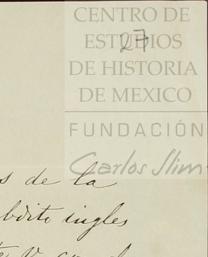 CENTRO DE
ESTUDIOS
27
DE HISTORIA
DE MEXICO
FUNDACIÓN
Carlos Slim
s de la
bdito ingles